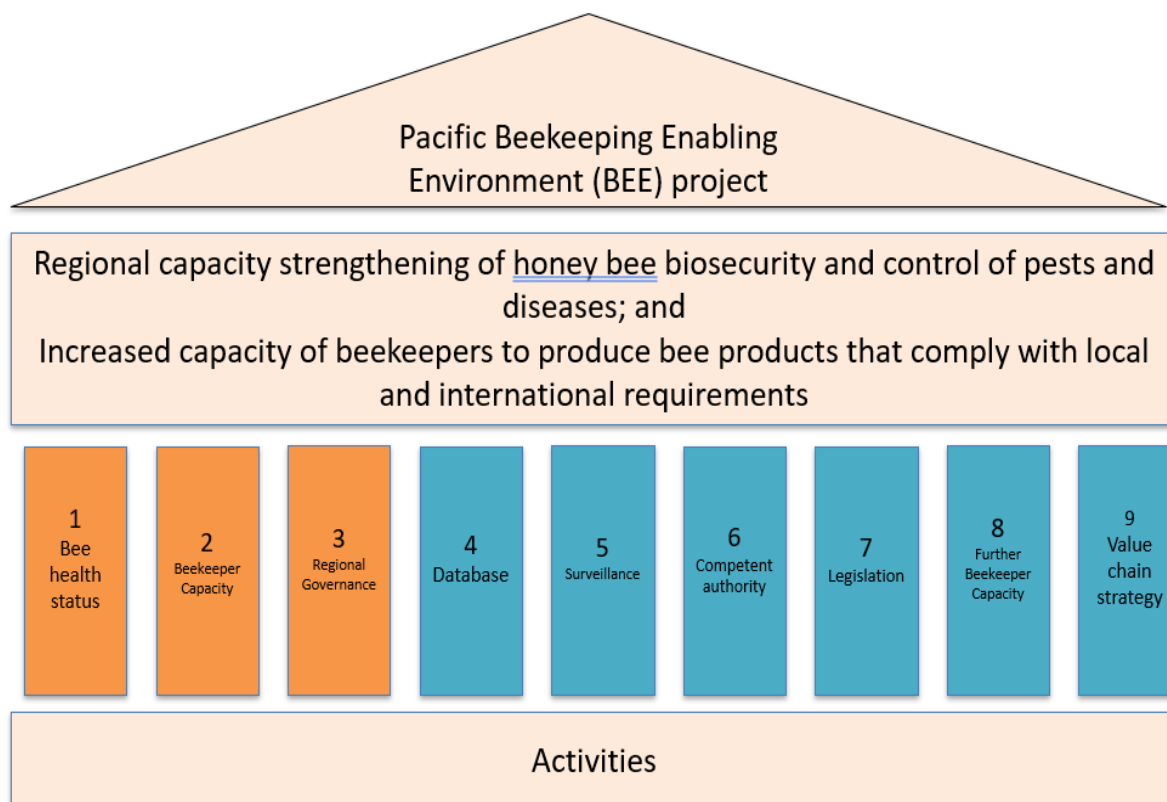 Pacific Beekeeping Enabling
Environment (BEE) project
Regional capacity strengthening of honey bee biosecurity and control of pests and
diseases; and
Increased capacity of beekeepers to produce bee products that comply with local
and international requirements
1
Bee
health
status
2
Beekeeper
Capacity
3
Regional
Governance
4
Database
5
Surveillance
6
Competent
authority
7
Legislation
8
Further
Beekeeper
Capacity
9
Value
chain
strategy
Activities